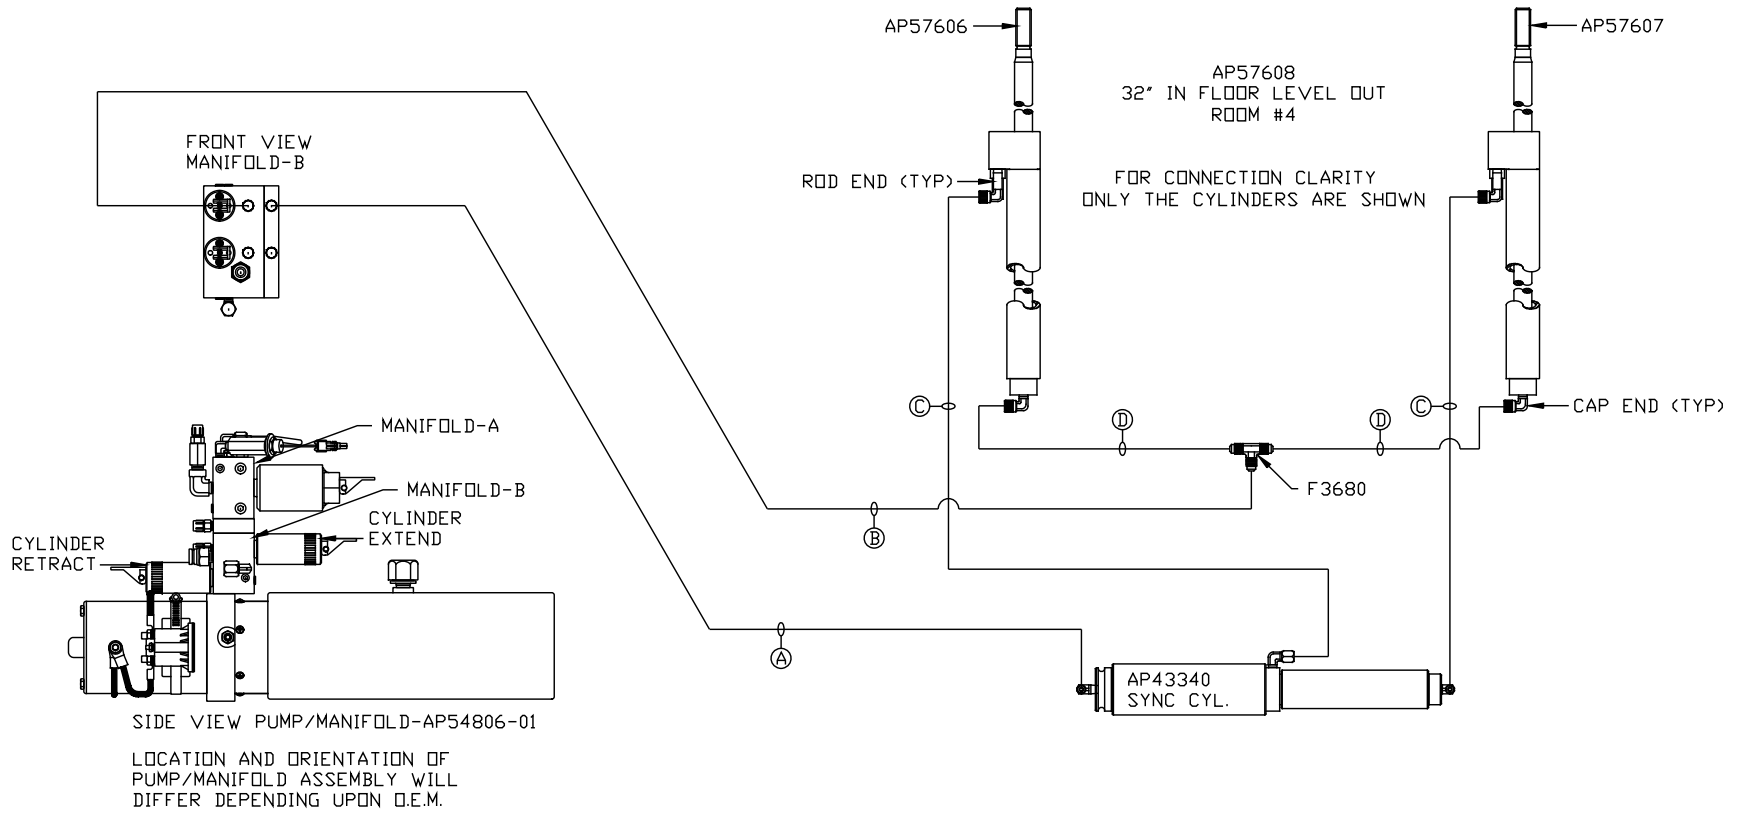 AP57606
AP57607
AP57608
32" IN FLOOR LEVEL OUT
ROOM #4
FRONT VIEW
MANIFOLD-B
ROD END (TYP)
FOR CONNECTION CLARITY
ONLY THE CYLINDERS ARE SHOWN
C
C
CAP END (TYP)
D
D
MANIFOLD-A
MANIFOLD-B
F3680
CYLINDER
EXTEND
B
CYLINDER
RETRACT
A
AP43340
SYNC CYL.
SIDE VIEW PUMP/MANIFOLD-AP54806-01
LOCATION AND ORIENTATION OF
PUMP/MANIFOLD ASSEMBLY WILL
DIFFER DEPENDING UPON O.E.M.